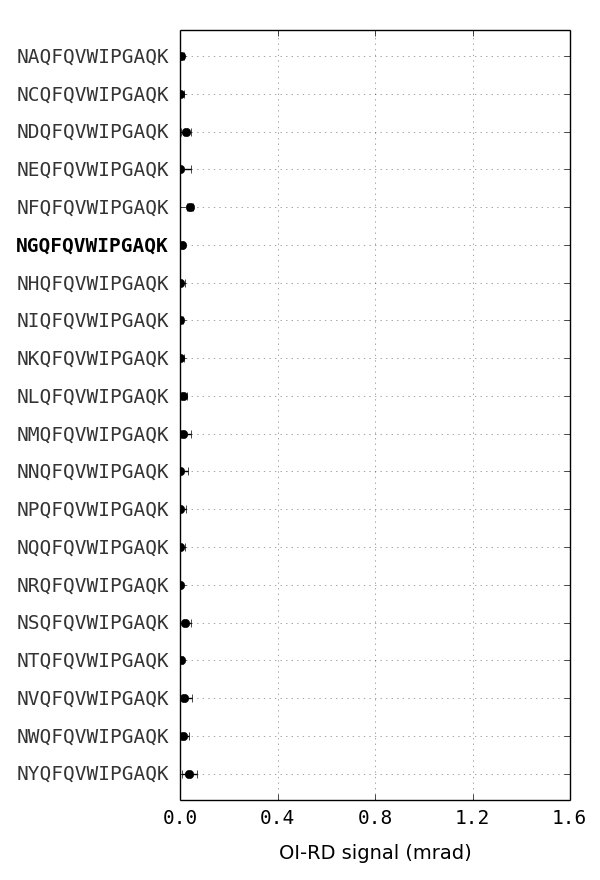 NAQFQVWIPGAQK
NCQFQVWIPGAQK
NDQFQVWIPGAQK
NEQFQVWIPGAQK
NFQFQVWIPGAQK
NGQFQVWIPGAQK
NHQFQVWIPGAQK
NIQFQVWIPGAQK
NKQFQVWIPGAQK
NLQFQVWIPGAQK
NMQFQVWIPGAQK
NNQFQVWIPGAQK
NPQFQVWIPGAQK
NQQFQVWIPGAQK
NRQFQVWIPGAQK
NSQFQVWIPGAQK
NTQFQVWIPGAQK
NVQFQVWIPGAQK
NWQFQVWIPGAQK
NYQFQVWIPGAQK
0.0 0.4 0.8 1.2 1.6
OI-RD signal (mrad)